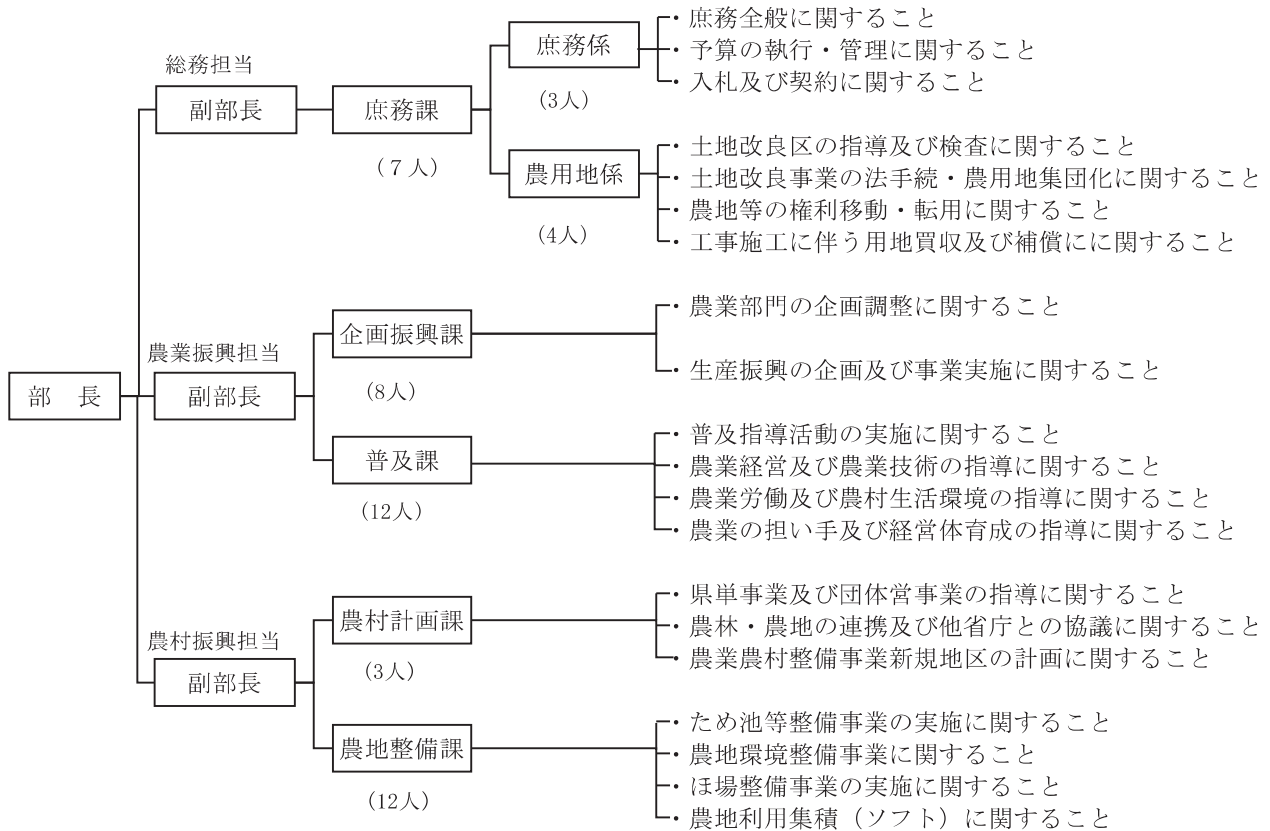 部　長
総務担当
副部長
庶務課
(７人)
庶務係
(3人)
・庶務全般に関すること
・予算の執行・管理に関すること
・入札及び契約に関すること
農用地係
(4人)
・土地改良区の指導及び検査に関すること
・土地改良事業の法手続・農用地集団化に関すること
・農地等の権利移動・転用に関すること
・工事施工に伴う用地買収及び補償にに関すること
農業振興担当
副部長
企画振興課
(8人)
・農業部門の企画調整に関すること
・生産振興の企画及び事業実施に関すること
普及課
(12人)
・普及指導活動の実施に関すること
・農業経営及び農業技術の指導に関すること
・農業労働及び農村生活環境の指導に関すること
・農業の担い手及び経営体育成の指導に関すること
農村振興担当
副部長
農村計画課
(3人)
・県単事業及び団体営事業の指導に関すること
・農林・農地の連携及び他省庁との協議に関すること
・農業農村整備事業新規地区の計画に関すること
農地整備課
(12人)
・ため池等整備事業の実施に関すること
・農地環境整備事業に関すること
・ほ場整備事業の実施に関すること
・農地利用集積（ソフト）に関すること